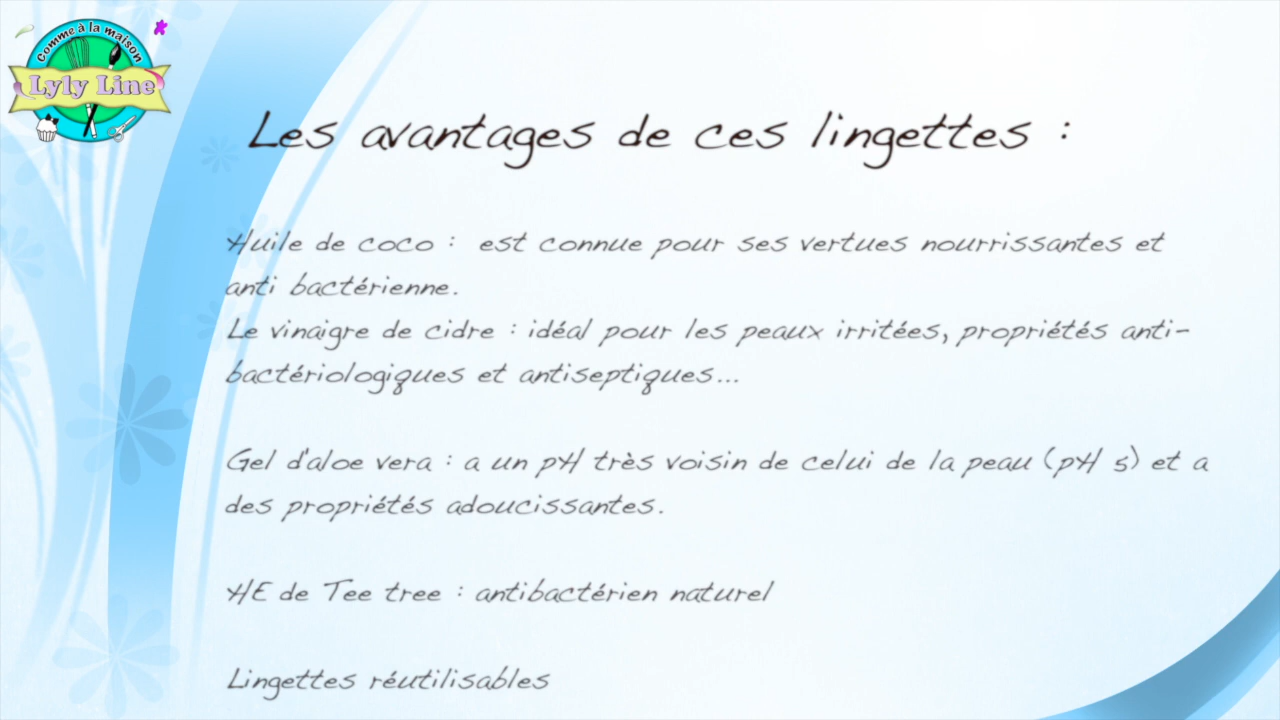 Comme à la maison
Lyly Line
Les avantages de ces lingettes :
Huile de coco : est connue pour ses vertues nourrissantes et
anti bactérienne.
Le vinaigre de cidre : idéal pour les peaux irritées, propriétés anti-
bactériologiques et antiseptiques...
Gel d'aloe vera : a un pH très voisin de celui de la peau (pH 5) et a
des propriétés adoucissantes.
HE de Tee tree : antibactérien naturel
Lingettes réutilisables